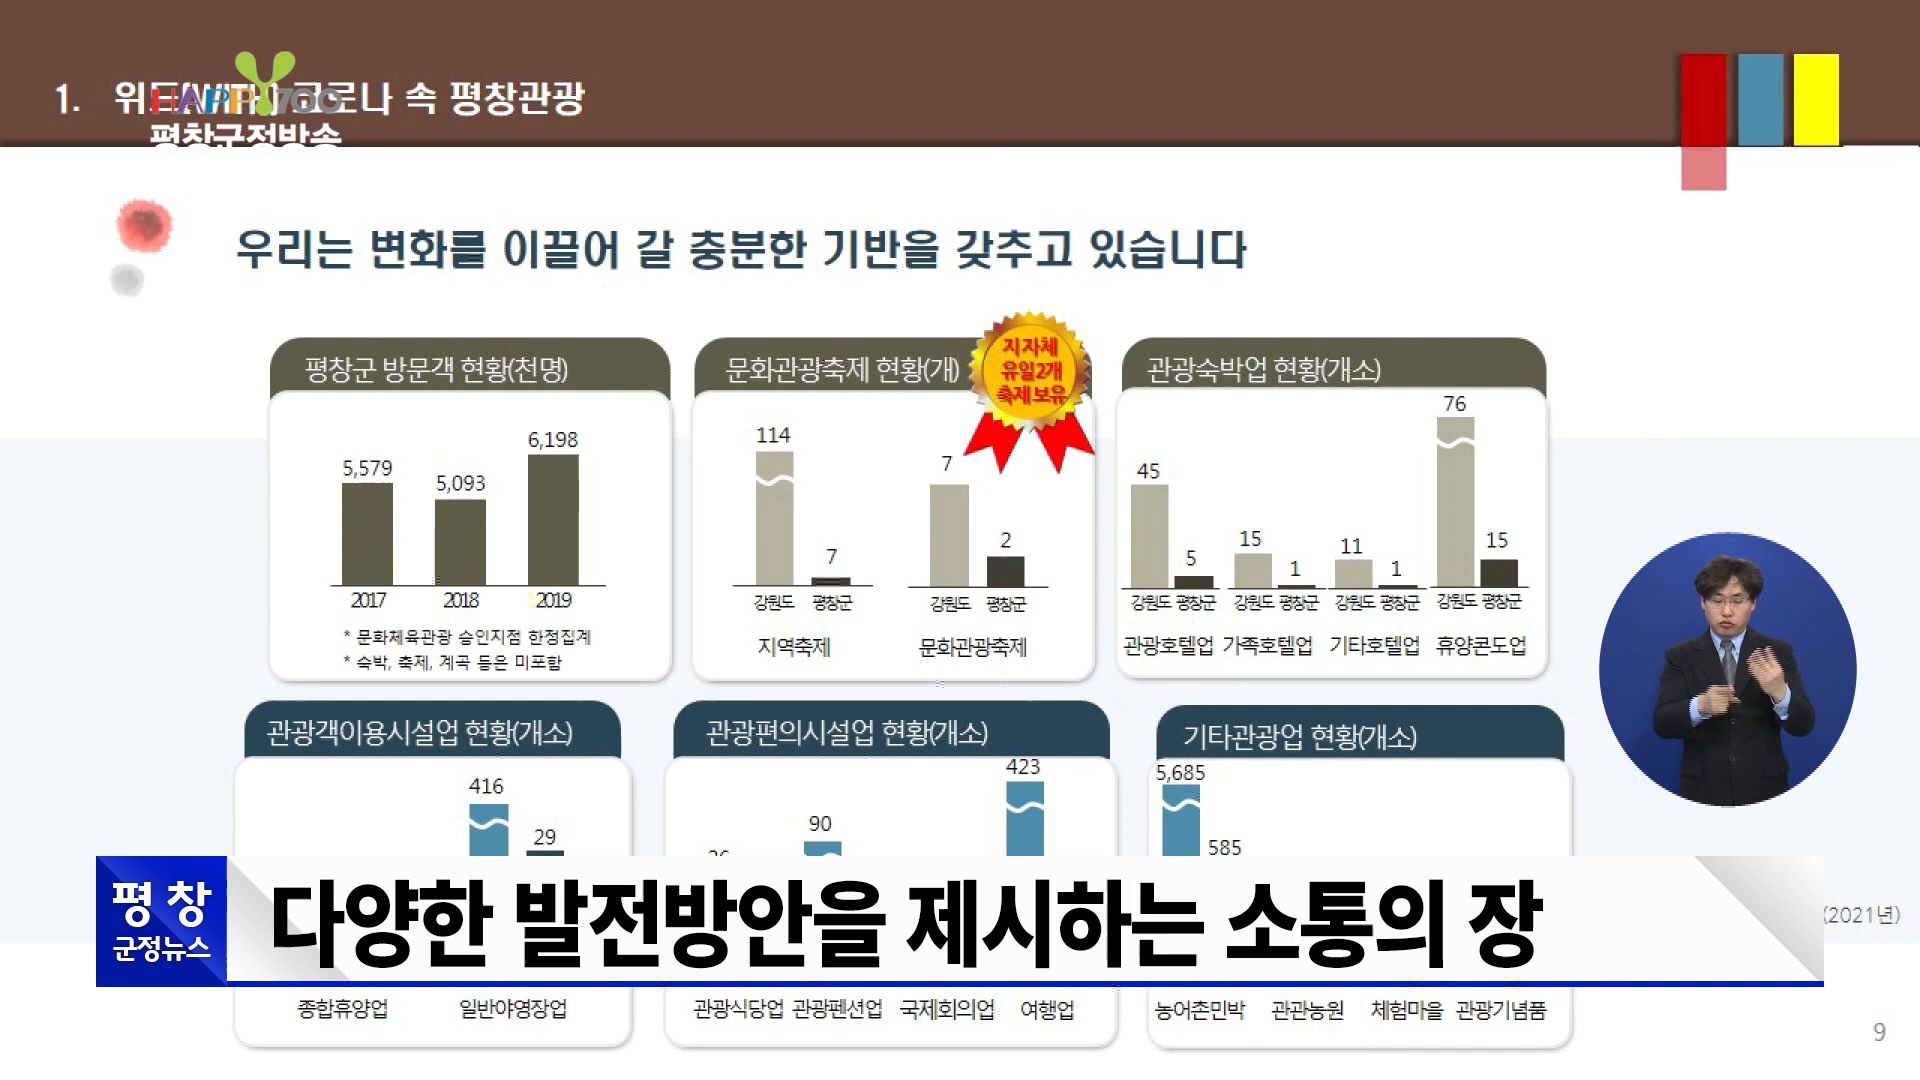 1. 위드(WITH) 코로나 속 평창관광
HAPPY700
평창군정방송
우리는 변화를 이끌어 갈 충분한 기반을 갖추고 있습니다
평창군 방문객 현황(천명)
5,579
5,093
6,198
2017
2018
2019
* 문화체육관광 승인지점 한정집계
* 숙박, 축제, 계곡 등은 미포함
문화관광축제 현황(개)
지자체
유일2개
축제보유
114
7
7
2
강원도 평창군
강원도 평창군
지역축제
문화관광축제
관광숙박업 현황(개소)
45
5
15
1
11
1
76
15
강원도 평창군 강원도 평창군 강원도 평창군 강원도 평창군
관광호텔업 가족호텔업 기타호텔업 휴양콘도업
관광객이용시설업 현황(개소)
416
29
종합휴양업
일반야영장업
관광편의시설업 현황(개소)
90
423
관광식당업 관광펜션업 국제회의업 여행업
기타관광업 현황(개소)
5,685
585
농어촌민박 관관농원 체험마을 관광기념품
(2021년)
평창
군정뉴스
다양한 발전방안을 제시하는 소통의 장
9